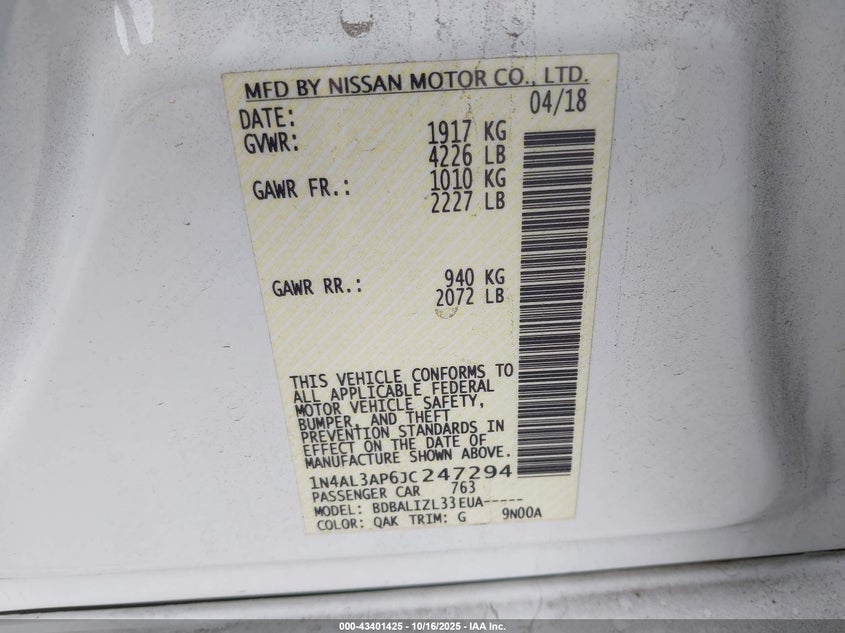 MFD BY NISSAN MOTOR CO., LTD.
DATE: 04/18
GVWR: 1917 KG
4226 LB
GAWR FR.: 1010 KG
2227 LB
GAWR RR.: 940 KG
2072 LB
THIS VEHICLE CONFORMS TO
ALL APPLICABLE FEDERAL
MOTOR VEHICLE SAFETY,
BUMPER, AND THEFT
PREVENTION STANDARDS IN
EFFECT ON THE DATE OF
MANUFACTURE SHOWN ABOVE.
1N4AL3AP6JC247294
PASSENGER CAR 763
MODEL: BDBALIZL33EUA-----
COLOR: QAK TRIM: G 9N00A
000-43401425 - 10/16/2025 - IAA Inc.